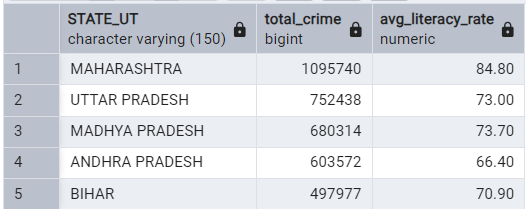 STATE_UT total_crime avg_literacy_rate
character varying (150) bigint numeric
1 MAHARASHTRA 1095740 84.80
2 UTTAR PRADESH 752438 73.00
3 MADHYA PRADESH 680314 73.70
4 ANDHRA PRADESH 603572 66.40
5 BIHAR 497977 70.90